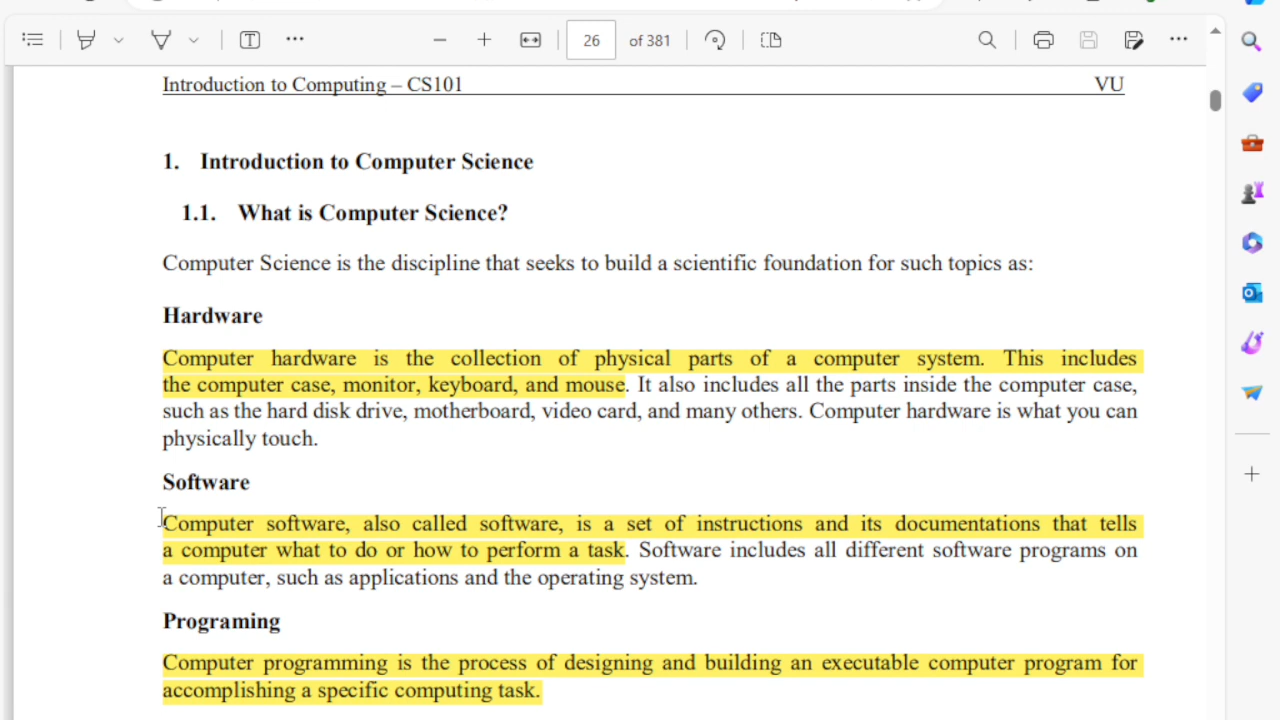 26 of 381
Introduction to Computing – CS101 VU
1. Introduction to Computer Science
1.1. What is Computer Science?
Computer Science is the discipline that seeks to build a scientific foundation for such topics as:
Hardware
Computer hardware is the collection of physical parts of a computer system. This includes
the computer case, monitor, keyboard, and mouse. It also includes all the parts inside the computer case,
such as the hard disk drive, motherboard, video card, and many others. Computer hardware is what you can
physically touch.
Software
Computer software, also called software, is a set of instructions and its documentations that tells
a computer what to do or how to perform a task. Software includes all different software programs on
a computer, such as applications and the operating system.
Programing
Computer programming is the process of designing and building an executable computer program for
accomplishing a specific computing task.